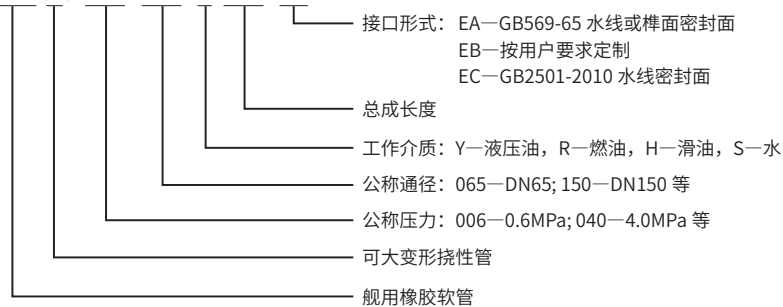 接口形式：EA—GB569-65 水线或榫面密封面
EB—按用户要求定制
EC—GB2501-2010 水线密封面
总成长度
工作介质：Y—液压油，R—燃油，H—滑油，S—水
公称通径：065—DN65; 150—DN150 等
公称压力：006—0.6MPa; 040—4.0MPa 等
可大变形挠性管
舰用橡胶软管